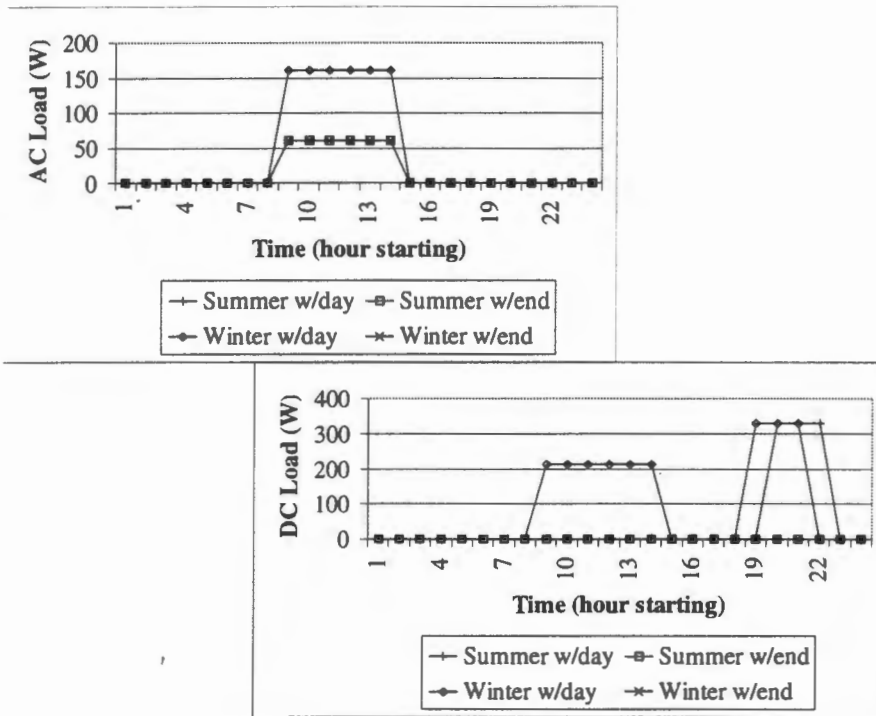 AC Load (W)
200
150
100
50
0
1
4
7
10
13
16
19
22
Time (hour starting)
Summer w/day
Summer w/end
Winter w/day
Winter w/end
DC Load (W)
400
300
200
100
0
1
4
7
10
13
16
19
22
Time (hour starting)
Summer w/day
Summer w/end
Winter w/day
Winter w/end